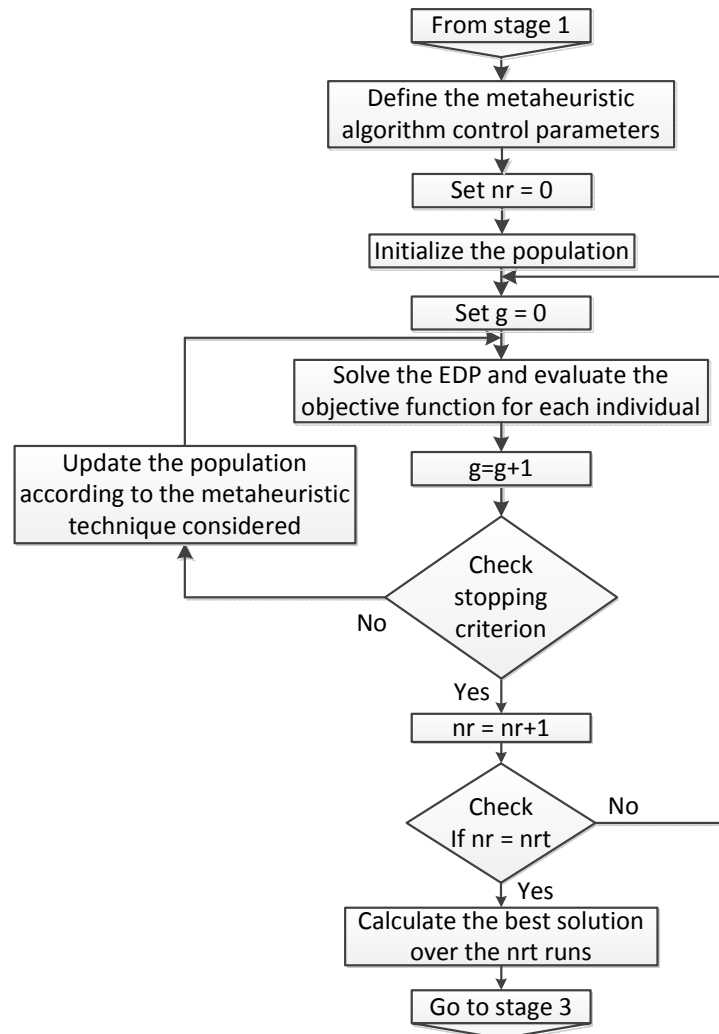 From stage 1
Define the metaheuristic
algorithm control parameters
Set nr = 0
Initialize the population
Set g = 0
Solve the EDP and evaluate the
objective function for each individual
Update the population
according to the metaheuristic
technique considered
g=g+1
Check
stopping
criterion
No
Yes
nr = nr+1
Check
If nr = nrt
No
Yes
Calculate the best solution
over the nrt runs
Go to stage 3